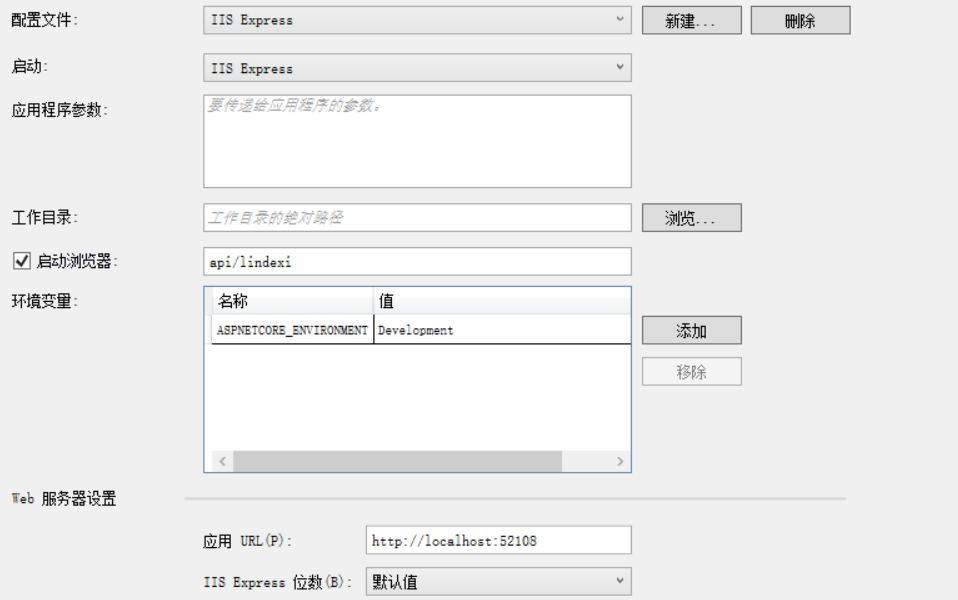 配置文件: IIS Express 新建... 删除
启动: IIS Express
应用程序参数: 要传递给应用程序的参数。
工作目录: 工作目录的绝对路径 浏览...
启动浏览器: api/lindexi
环境变量: 名称 值
ASPNETCORE_ENVIRONMENT Development 添加
移除
Web 服务器设置
应用 URL(P): http://localhost:52108
IIS Express 位数(B): 默认值